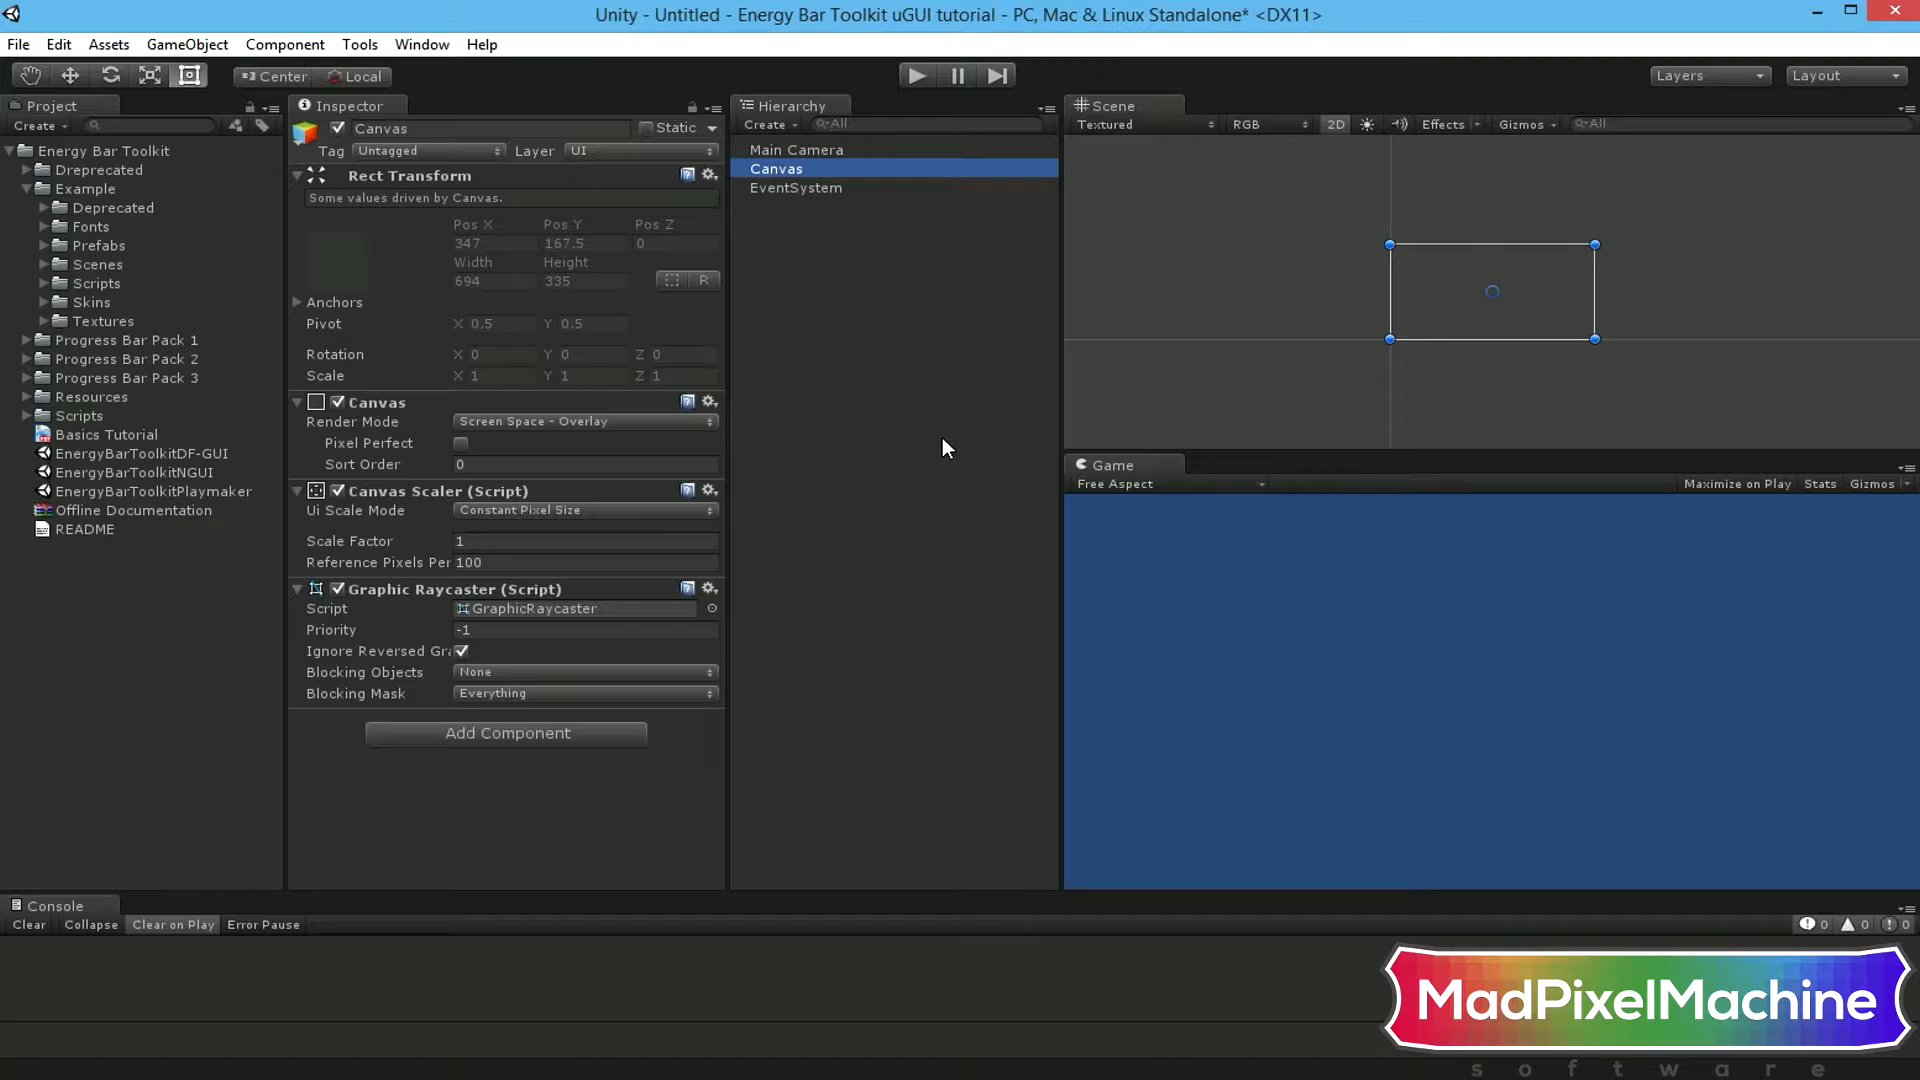 Unity - Untitled - Energy Bar Toolkit uGUI tutorial - PC, Mac & Linux Standalone* <DX11>
File Edit Assets GameObject Component Tools Window Help
Center Local
Layers Layout
Project
Create
Energy Bar Toolkit
Dreprecated
Example
Deprecated
Fonts
Prefabs
Scenes
Scripts
Skins
Textures
Progress Bar Pack 1
Progress Bar Pack 2
Progress Bar Pack 3
Resources
Scripts
Basics Tutorial
EnergyBarToolkitDF-GUI
EnergyBarToolkitNGUI
EnergyBarToolkitPlaymaker
Offline Documentation
README
Inspector
Canvas Static
Tag Untagged Layer UI
Rect Transform
Some values driven by Canvas.
Pos X Pos Y Pos Z
347 167.5 0
Width Height
694 335 R
Anchors
Pivot X 0.5 Y 0.5
Rotation X 0 Y 0 Z 0
Scale X 1 Y 1 Z 1
Canvas
Render Mode Screen Space - Overlay
Pixel Perfect
Sort Order 0
Canvas Scaler (Script)
Ui Scale Mode Constant Pixel Size
Scale Factor 1
Reference Pixels Per 100
Graphic Raycaster (Script)
Script GraphicRaycaster
Priority -1
Ignore Reversed Gra
Blocking Objects None
Blocking Mask Everything
Add Component
Hierarchy
Create All
Main Camera
Canvas
EventSystem
Scene
Textured RGB 2D Effects Gizmos All
Game
Free Aspect Maximize on Play Stats Gizmos
Console
Clear Collapse Clear on Play Error Pause 0 0 0
MadPixelMachine
software